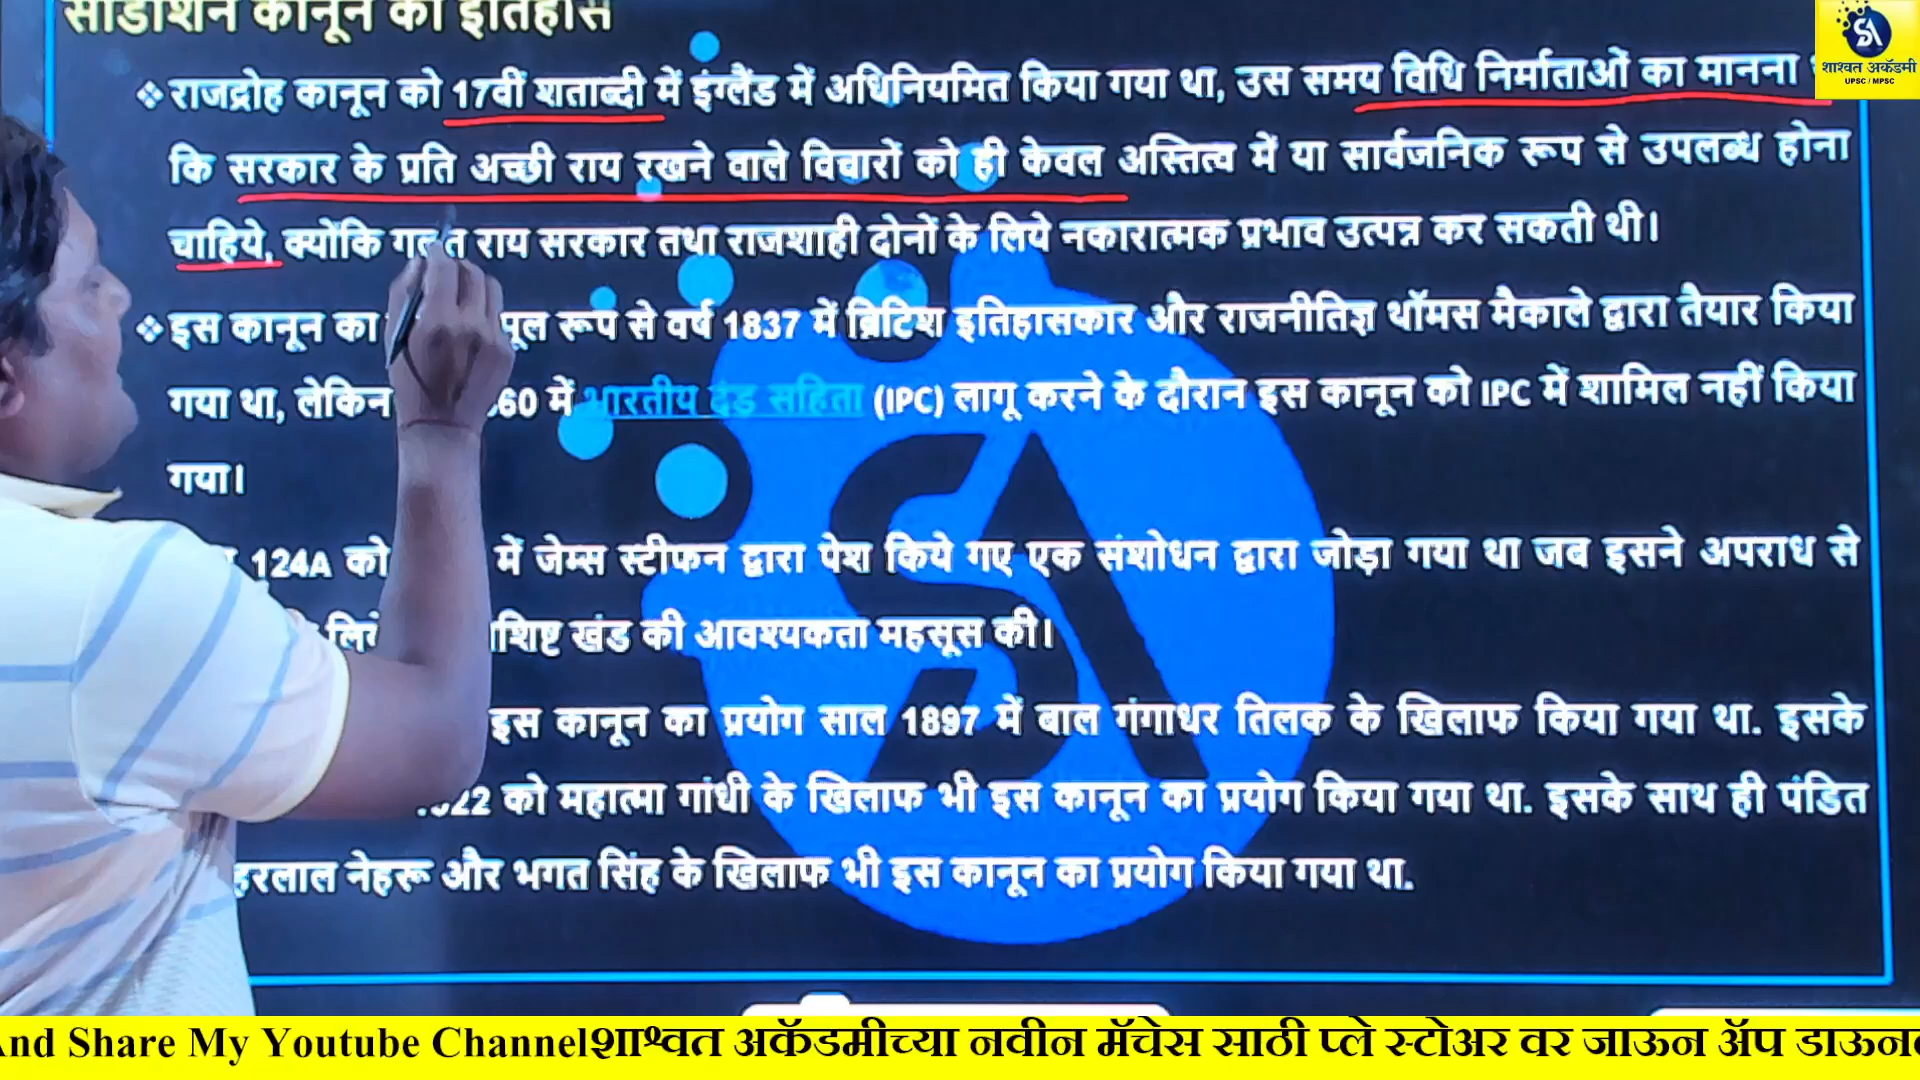 सेडीशन कानून का इतिहास
शाश्वत अकॅडमी
UPSC / MPSC
❖ राजद्रोह कानून को 17वीं शताब्दी में इंग्लैंड में अधिनियमित किया गया था, उस समय विधि निर्माताओं का मानना
कि सरकार के प्रति अच्छी राय रखने वाले विचारों को ही केवल अस्तित्व में या सार्वजनिक रूप से उपलब्ध होना
चाहिये, क्योंकि गलत राय सरकार तथा राजशाही दोनों के लिये नकारात्मक प्रभाव उत्पन्न कर सकती थी।
❖ इस कानून का मूल रूप से वर्ष 1837 में ब्रिटिश इतिहासकार और राजनीतिज्ञ थॉमस मैकाले द्वारा तैयार किया
गया था, लेकिन 60 में भारतीय दंड सहिता (IPC) लागू करने के दौरान इस कानून को IPC में शामिल नहीं किया
गया।
124A को में जेम्स स्टीफन द्वारा पेश किये गए एक संशोधन द्वारा जोड़ा गया था जब इसने अपराध से
खंड की आवश्यकता महसूस की।
इस कानून का प्रयोग साल 1897 में बाल गंगाधर तिलक के खिलाफ किया गया था. इसके
को महात्मा गांधी के खिलाफ भी इस कानून का प्रयोग किया गया था. इसके साथ ही पंडित
हरलाल नेहरू और भगत सिंह के खिलाफ भी इस कानून का प्रयोग किया गया था.
And Share My Youtube Channelशाश्वत अकॅडमीच्या नवीन मॅचेस साठी प्ले स्टोअर वर जाऊन ॲप डाऊन